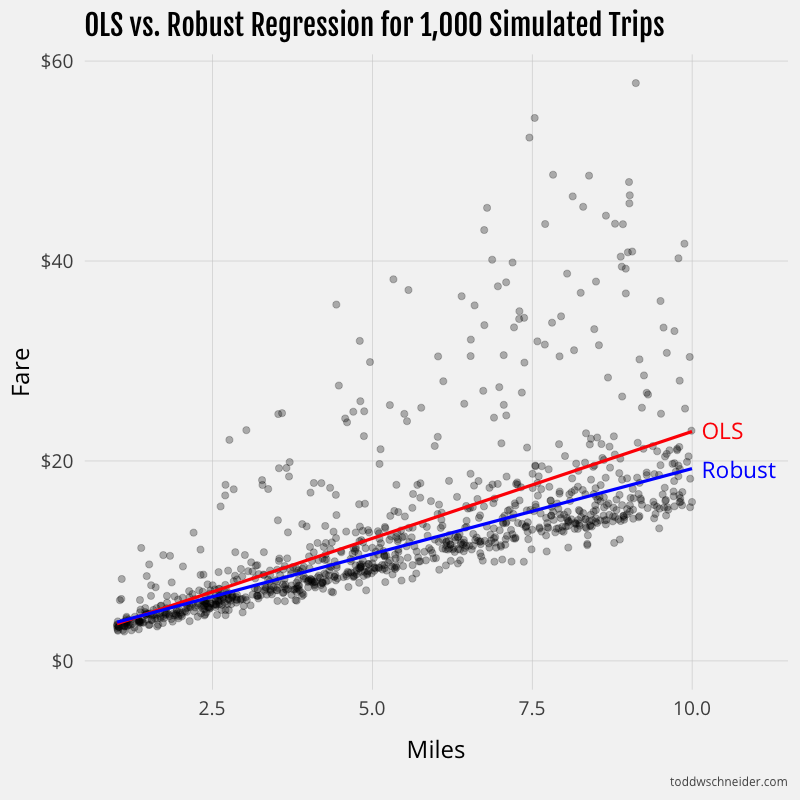 OLS vs. Robust Regression for 1,000 Simulated Trips
$60
$40
$20
$0
Fare
OLS
Robust
2.5 5.0 7.5 10.0
Miles
toddwschneider.com